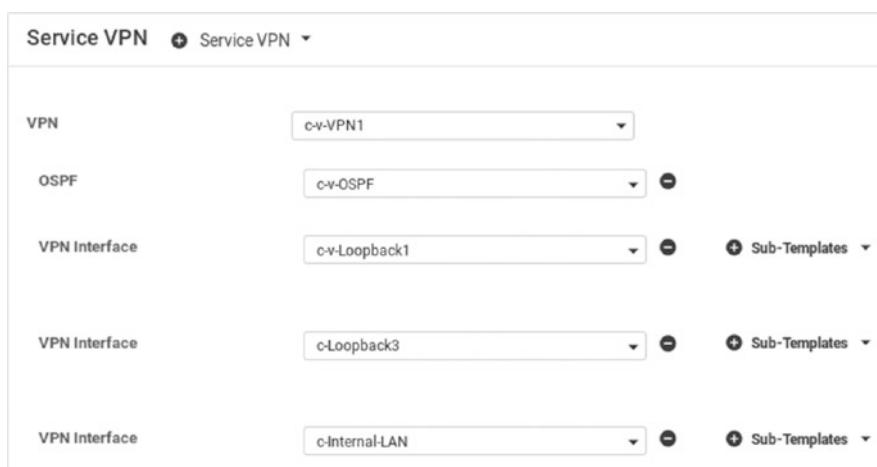 Service VPN Service VPN
VPN c-v-VPN1
OSPF c-v-OSPF
VPN Interface c-v-Loopback1 Sub-Templates
VPN Interface c-Loopback3 Sub-Templates
VPN Interface c-Internal-LAN Sub-Templates